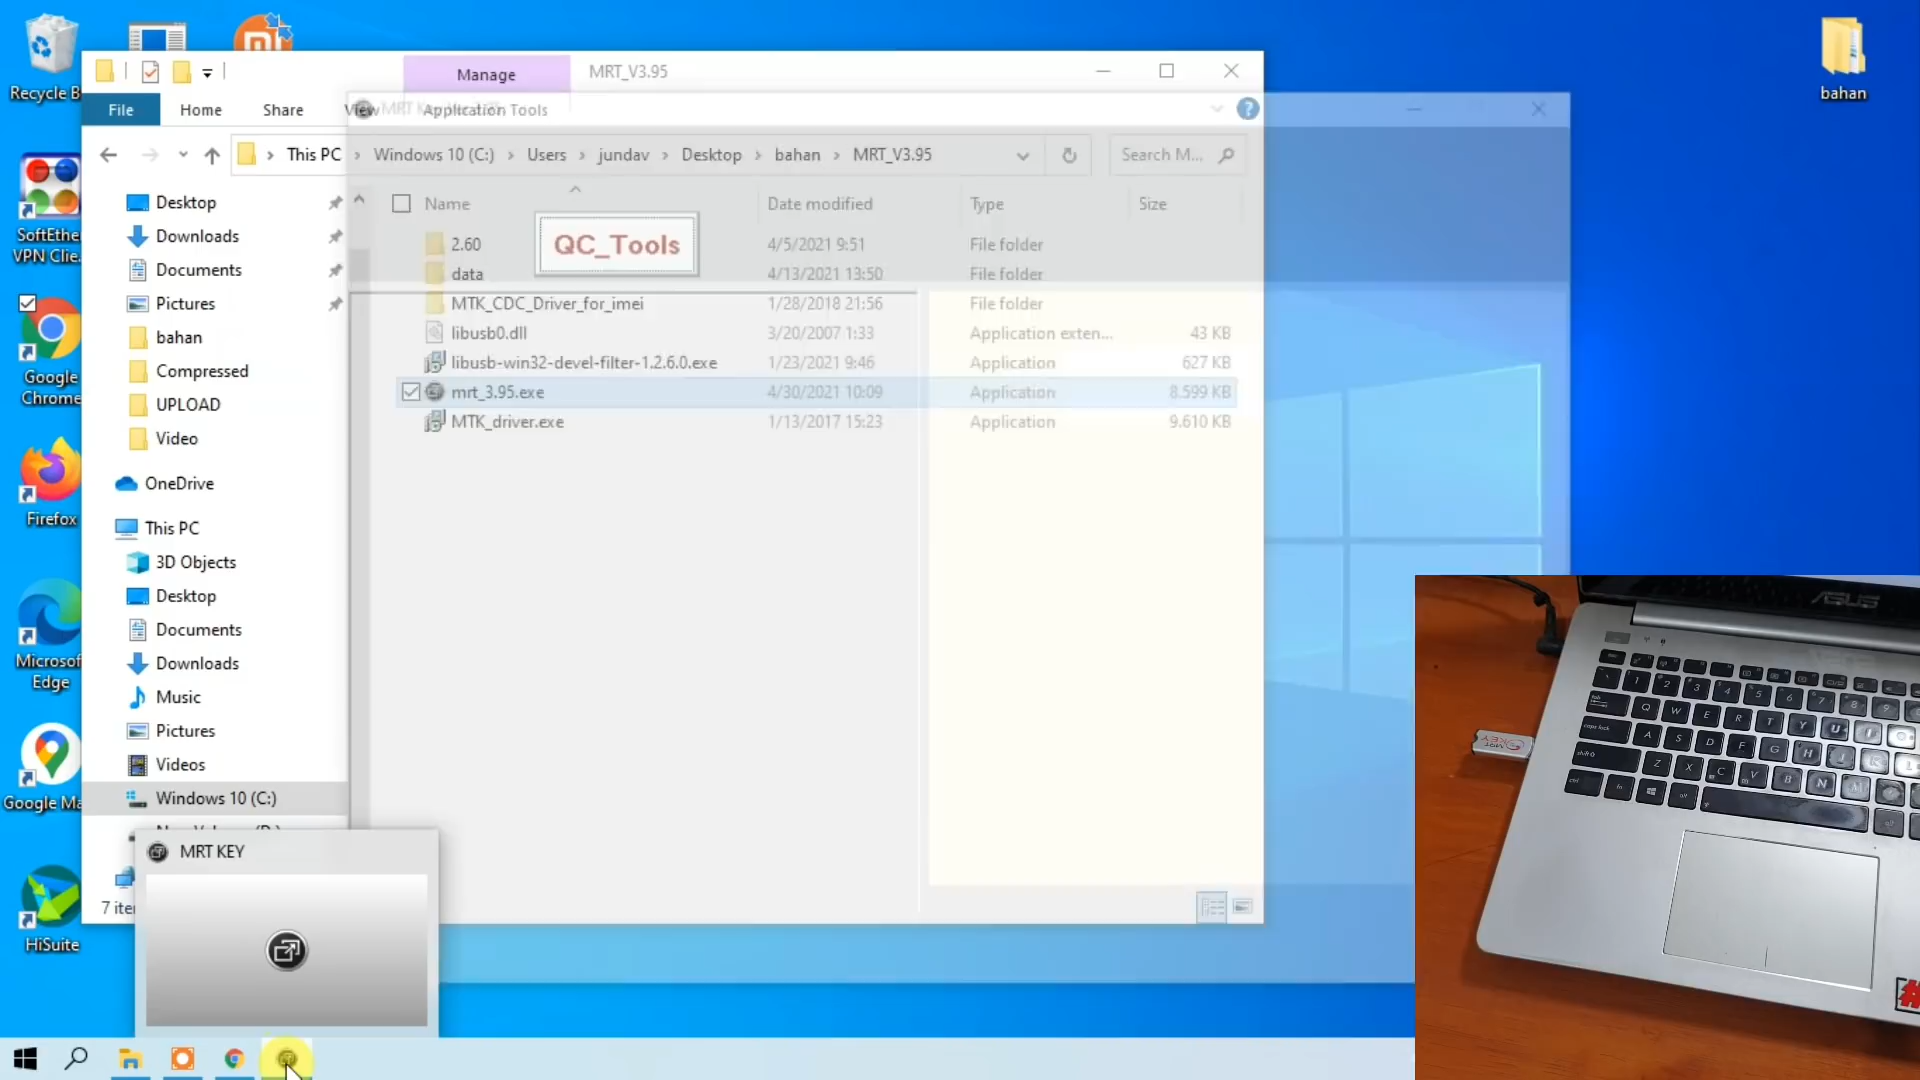 Recycle B
SoftEthe
VPN Clie.
Google
Chrome
Firefox
Microsof
Edge
Google Ma
HiSuite
bahan
Manage
MRT_V3.95
File
Home
Share
View
Application Tools
This PC
Windows 10 (C:)
Users
jundav
Desktop
bahan
MRT_V3.95
Search M...
Desktop
Downloads
Documents
Pictures
bahan
Compressed
UPLOAD
Video
OneDrive
This PC
3D Objects
Desktop
Documents
Downloads
Music
Pictures
Videos
Windows 10 (C:)
7 ite
Name
Date modified
Type
Size
2.60
4/5/2021 9:51
File folder
data
4/13/2021 13:50
File folder
MTK_CDC_Driver_for_imei
1/28/2018 21:56
File folder
libusb0.dll
3/20/2007 1:33
Application exten...
43 KB
libusb-win32-devel-filter-1.2.6.0.exe
1/23/2021 9:46
Application
627 KB
mrt_3.95.exe
4/30/2021 10:09
Application
8.599 KB
MTK_driver.exe
1/13/2017 15:23
Application
9.610 KB
QC_Tools
MRT KEY
ASUS